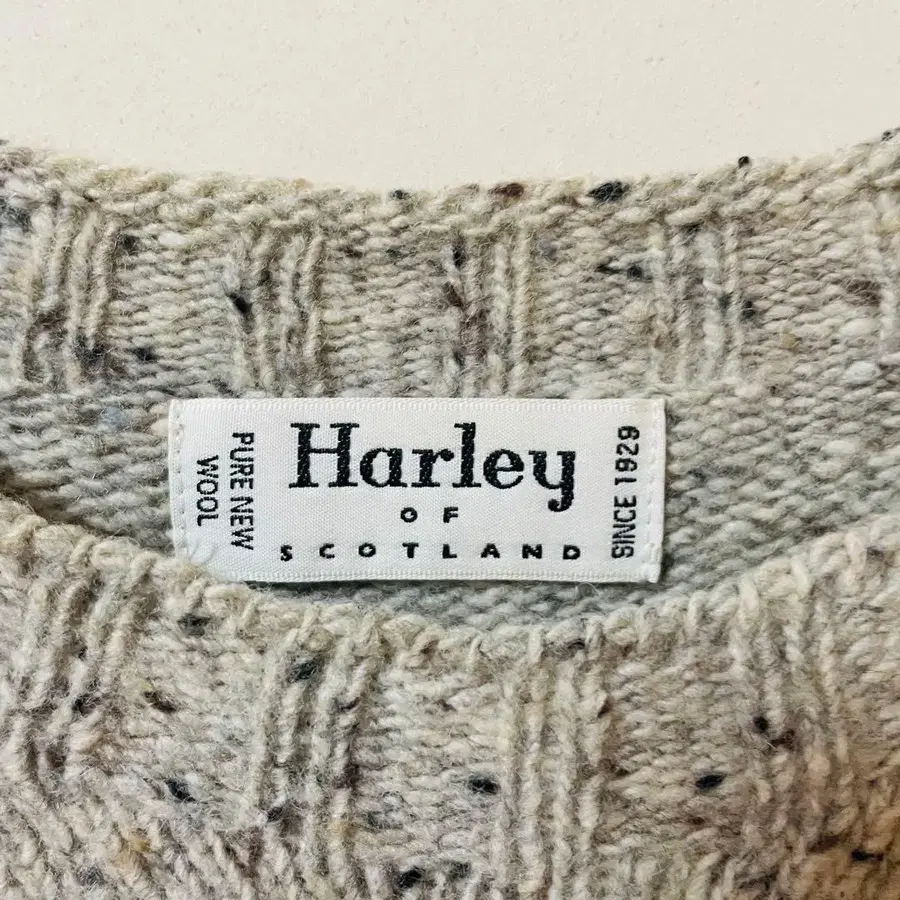 PURE NEW
WOOL
Harley
OF
SCOTLAND
SINCE 1929